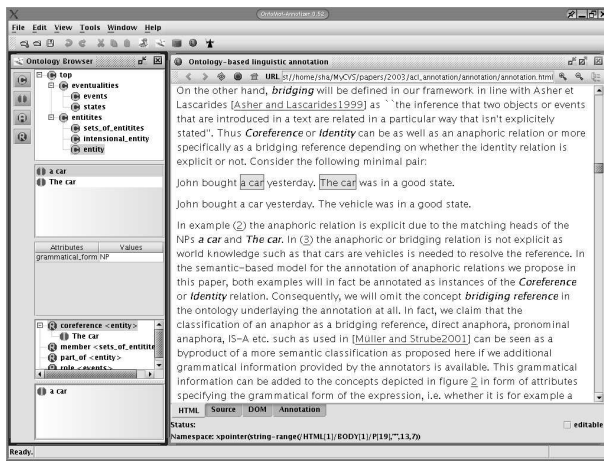 OntoMat-Annotizer 0.52
File Edit View Tools Window Help
Ontology Browser
top
eventualities
events
states
entitites
sets_of_entitites
intensional_entity
entity
a car
The car
Attributes Values
grammatical_form NP
coreference <entity>
The car
member <sets_of_entitite
part_of <entity>
role <events>
a car
Ontology-based linguistic annotation
URL st//home/sha/MyCVS/papers/2003/acl_annotation/annotation/annotation.html
On the other hand, bridging will be defined in our framework in line with Asher et
Lascarides [Asher and Lascarides1999] as ``the inference that two objects or events
that are introduced in a text are related in a particular way that isn't explicitely
stated". Thus Coreference or Identity can be as well as an anaphoric relation or more
specifically as a bridging reference depending on whether the identity relation is
explicit or not. Consider the following minimal pair:
John bought a car yesterday. The car was in a good state.
John bought a car yesterday. The vehicle was in a good state.
In example (2) the anaphoric relation is explicit due to the matching heads of the
NPs a car and The car. In (3) the anaphoric or bridging relation is not explicit as
world knowledge such as that cars are vehicles is needed to resolve the reference. In
the semantic-based model for the annotation of anaphoric relations we propose in
this paper, both examples will in fact be annotated as instances of the Coreference
or Identity relation. Consequently, we will omit the concept bridging reference in
the ontology underlaying the annotation at all. In fact, we claim that the
classification of an anaphor as a bridging reference, direct anaphora, pronominal
anaphora, IS-A etc. such as used in [Müller and Strube2001] can be seen as a
byproduct of a more semantic classification as proposed here if we additional
grammatical information provided by the annotators is available. This grammatical
information can be added to the concepts depicted in figure 2 in form of attributes
specifying the grammatical form of the expression, i.e. whether it is for example a
HTML Source DOM Annotation
Status: editable
Namespace: xpointer(string-range(/HTML[1]/BODY[1]/P[19],"",13,7))
Ready.